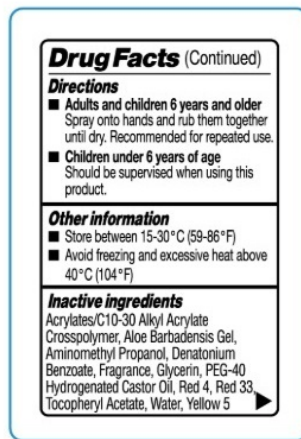 Drug Facts (Continued)
Directions
■ Adults and children 6 years and older
Spray onto hands and rub them together
until dry. Recommended for repeated use.
■ Children under 6 years of age
Should be supervised when using this
product.
Other information
■ Store between 15-30°C (59-86°F)
■ Avoid freezing and excessive heat above
40°C (104°F)
Inactive ingredients
Acrylates/C10-30 Alkyl Acrylate
Crosspolymer, Aloe Barbadensis Gel,
Aminomethyl Propanol, Denatonium
Benzoate, Fragrance, Glycerin, PEG-40
Hydrogenated Castor Oil, Red 4, Red 33,
Tocopheryl Acetate, Water, Yellow 5